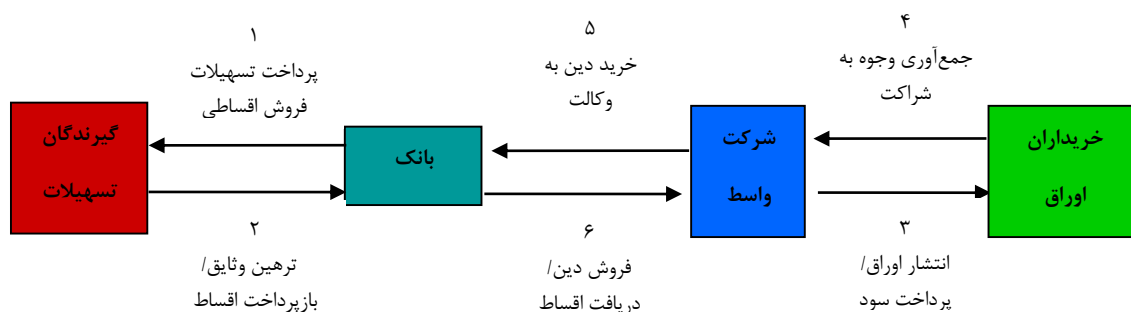 ۱
پرداخت تسهیلات
فروش اقساطی
۵
خرید دین به
وکالت
۴
جمع‌آوری وجوه به
شراکت
گیرندگان
تسهیلات
بانک
شرکت
واسط
خریداران
اوراق
۲
ترهین وثایق/
بازپرداخت اقساط
۶
فروش دین/
دریافت اقساط
۳
انتشار اوراق/
پرداخت سود